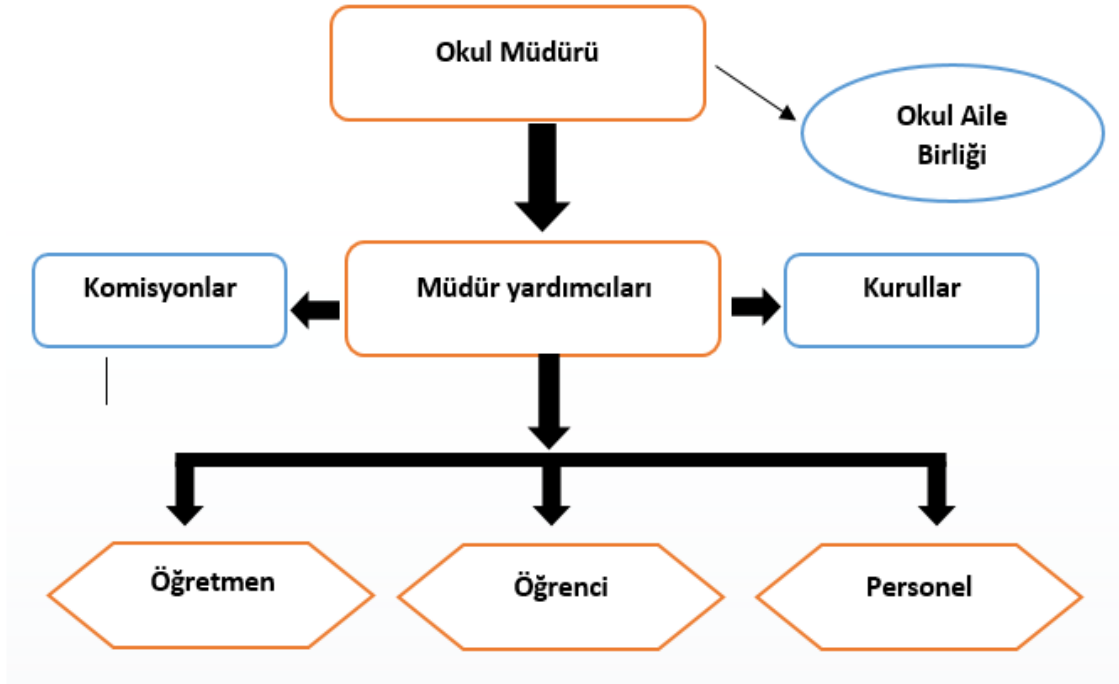 Okul Müdürü
Okul Aile
Birliği
Komisyonlar
Müdür yardımcıları
Kurullar
Öğretmen
Öğrenci
Personel